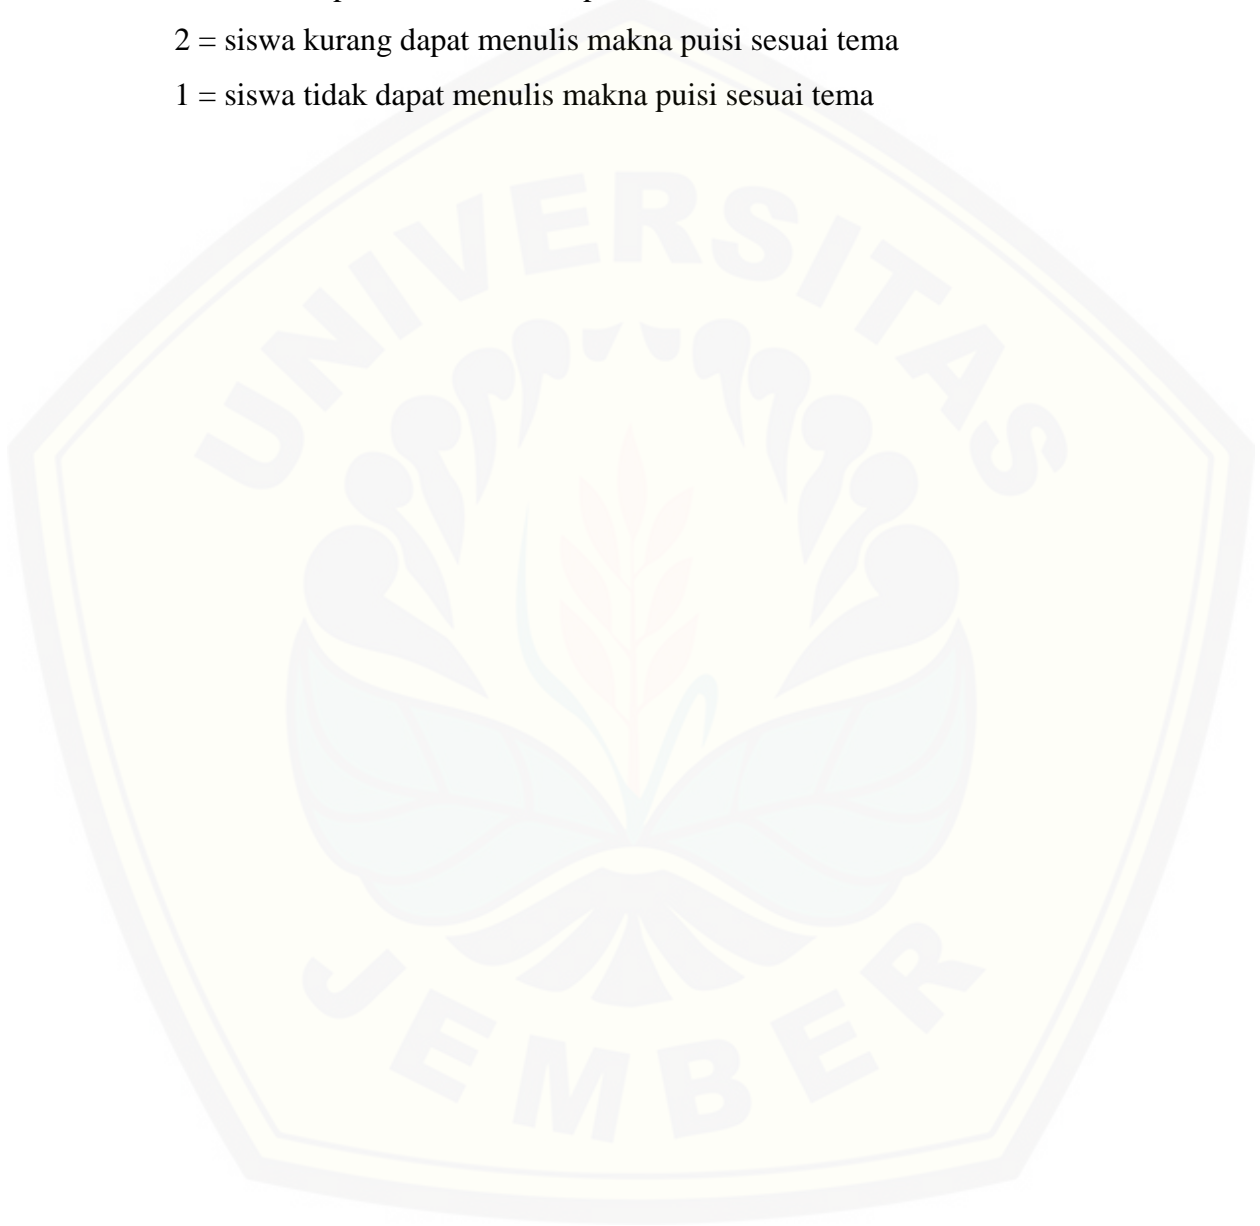 2 = siswa kurang dapat menulis makna puisi sesuai tema
1 = siswa tidak dapat menulis makna puisi sesuai tema
UNIVERSITAS
JEMBER